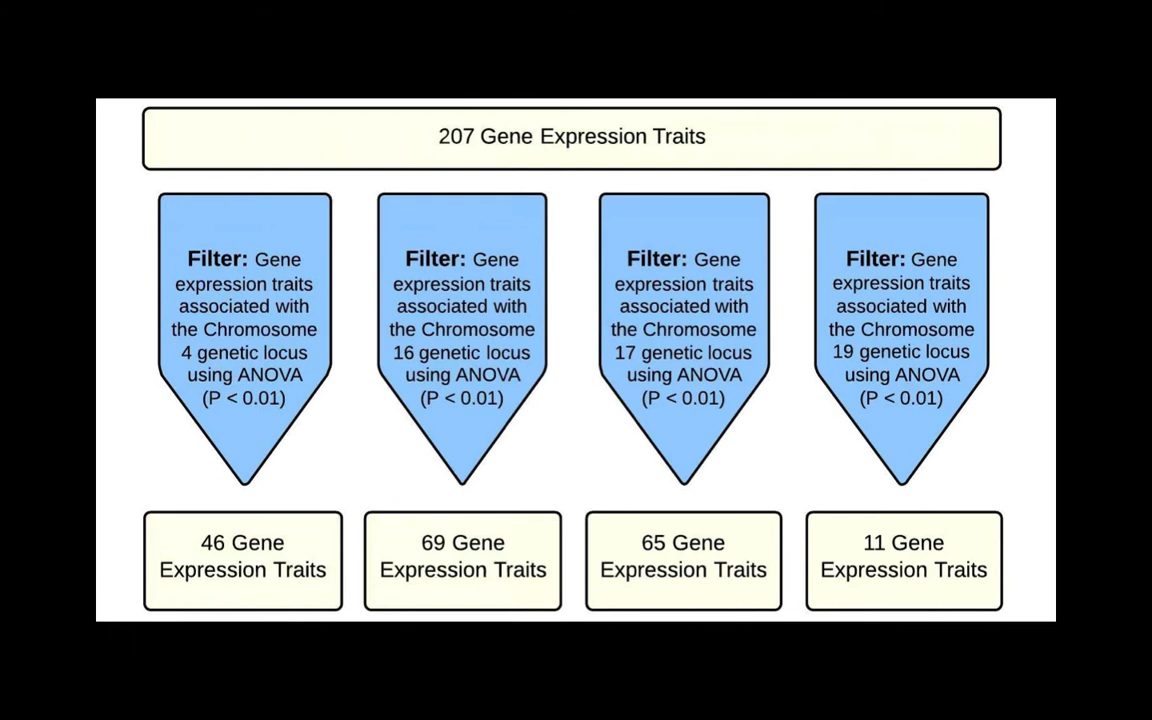 207 Gene Expression Traits
Filter: Gene
expression traits
associated with
the Chromosome
4 genetic locus
using ANOVA
(P < 0.01)
Filter: Gene
expression traits
associated with
the Chromosome
16 genetic locus
using ANOVA
(P < 0.01)
Filter: Gene
expression traits
associated with
the Chromosome
17 genetic locus
using ANOVA
(P < 0.01)
Filter: Gene
expression traits
associated with
the Chromosome
19 genetic locus
using ANOVA
(P < 0.01)
46 Gene
Expression Traits
69 Gene
Expression Traits
65 Gene
Expression Traits
11 Gene
Expression Traits